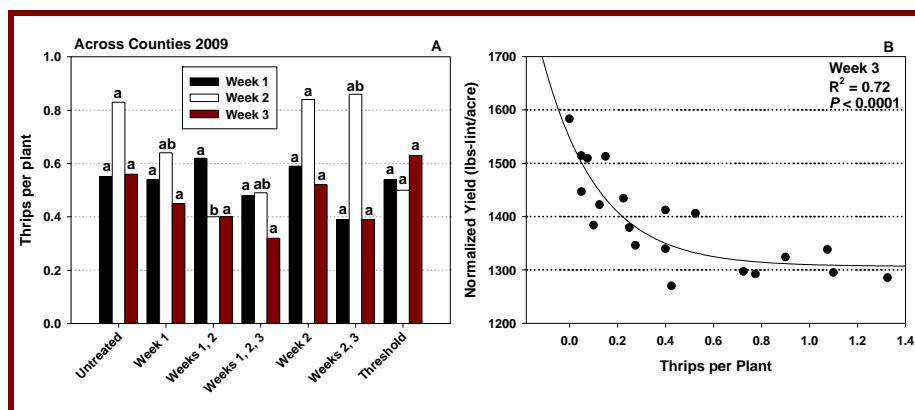 Across Counties 2009
A
Thrips per plant
1.0
0.8
0.6
0.4
0.2
0.0
Week 1
Week 2
Week 3
a a a
a ab a
a b a
a ab a
a a a
a ab a
a a a
Untreated
Week 1
Weeks 1, 2
Weeks 1, 2, 3
Week 2
Weeks 2, 3
Threshold
B
Week 3
R² = 0.72
P < 0.0001
Normalized Yield (lbs-lint/acre)
1700
1600
1500
1400
1300
1200
0.0 0.2 0.4 0.6 0.8 1.0 1.2 1.4
Thrips per Plant